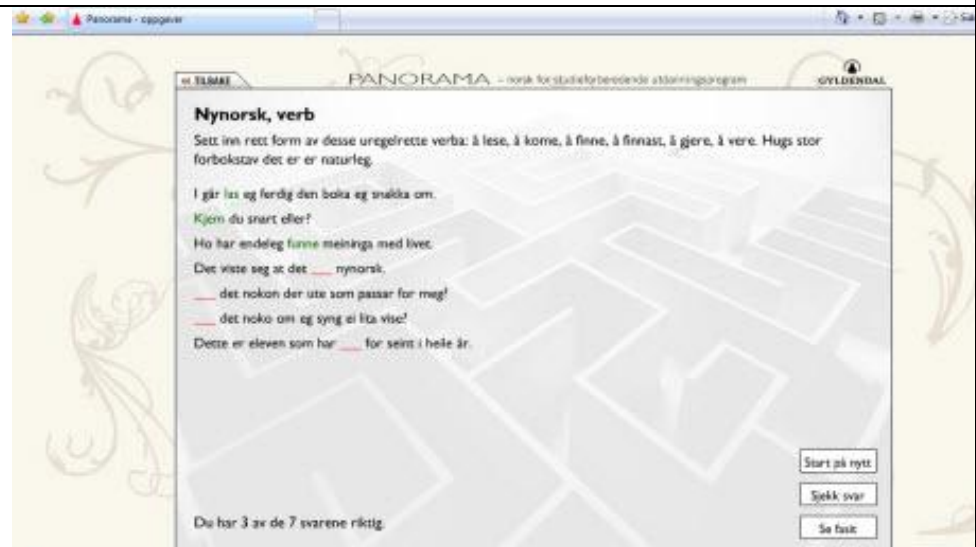 Panorama - oppgaver
<< TILBAKE
PANORAMA - norsk for studieforberedende utdanningsprogram
GYLDENDAL
Nynorsk, verb
Sett inn rett form av desse uregelrette verba: å lese, å kome, å finne, å finnast, å gjere, å vere. Hugs stor
forbokstav det er er naturleg.
I går las eg ferdig den boka eg snakka om.
Kjem du snart eller?
Ho har endeleg funne meininga med livet.
Det viste seg at det ___ nynorsk.
___ det nokon der ute som passar for meg?
___ det noko om eg syng ei lita vise?
Dette er eleven som har ___ for seint i heile år.
Start på nytt
Sjekk svar
Du har 3 av de 7 svarene riktig.
Se fasit